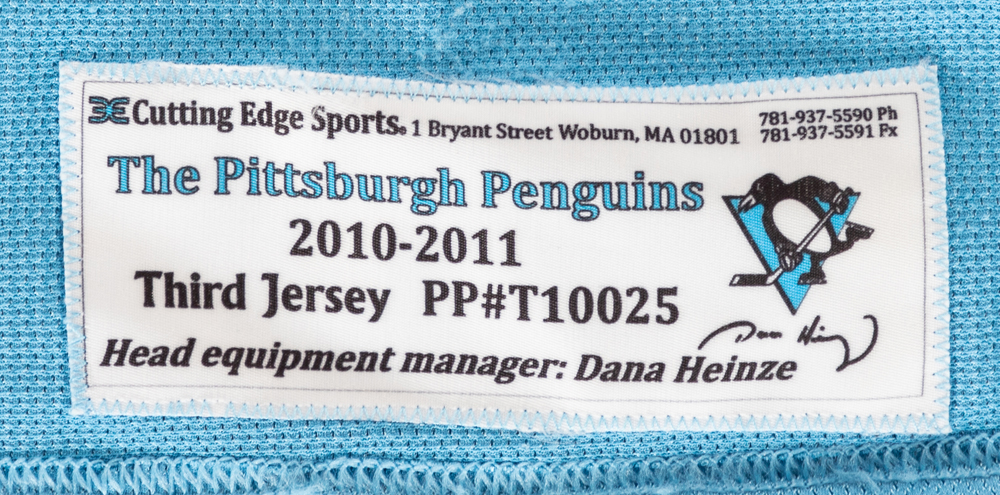 Cutting Edge Sports. 1 Bryant Street Woburn, MA 01801 781-937-5590 Ph
781-937-5591 Fx
The Pittsburgh Penguins
2010-2011
Third Jersey PP#T10025
Head equipment manager: Dana Heinze